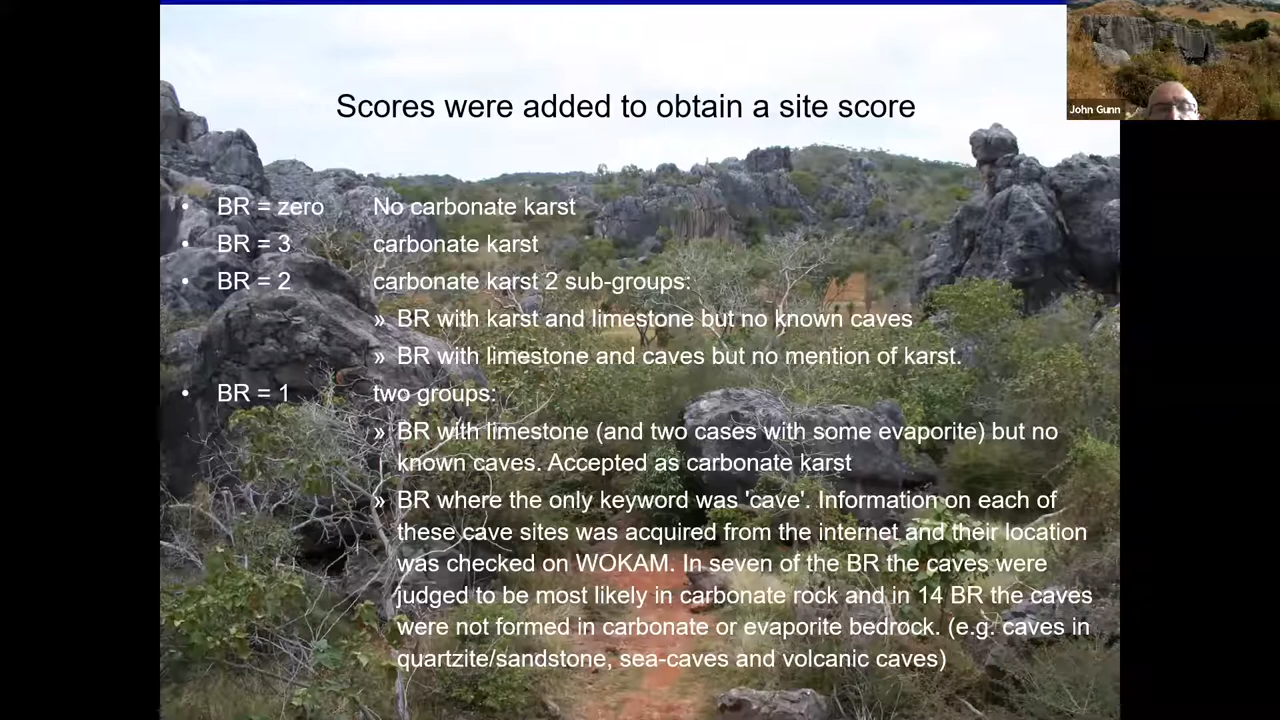 John Gunn
Scores were added to obtain a site score
• BR = zero No carbonate karst
• BR = 3 carbonate karst
• BR = 2 carbonate karst 2 sub-groups:
» BR with karst and limestone but no known caves
» BR with limestone and caves but no mention of karst.
• BR = 1 two groups:
» BR with limestone (and two cases with some evaporite) but no
known caves. Accepted as carbonate karst
» BR where the only keyword was 'cave'. Information on each of
these cave sites was acquired from the internet and their location
was checked on WOKAM. In seven of the BR the caves were
judged to be most likely in carbonate rock and in 14 BR the caves
were not formed in carbonate or evaporite bedrock. (e.g. caves in
quartzite/sandstone, sea-caves and volcanic caves)